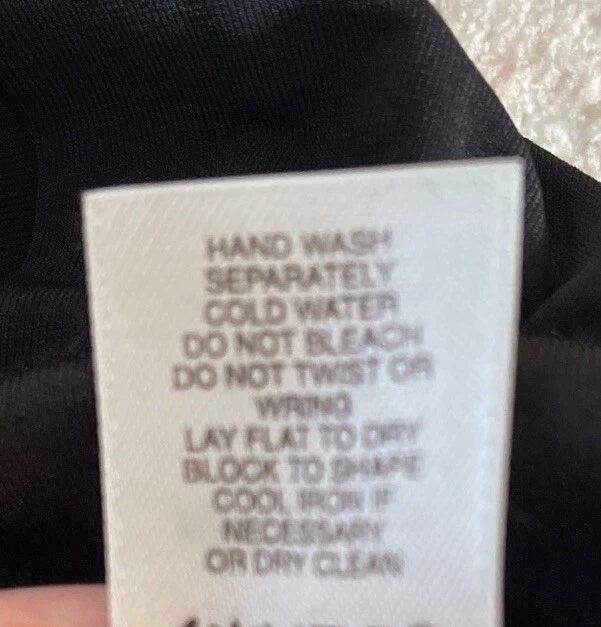 HAND WASH
SEPARATELY
COLD WATER
DO NOT BLEACH
DO NOT TWIST OR
WRING
LAY FLAT TO DRY
BLOCK TO SHAPE
COOL IRON IF
NECESSARY
OR DRY CLEAN